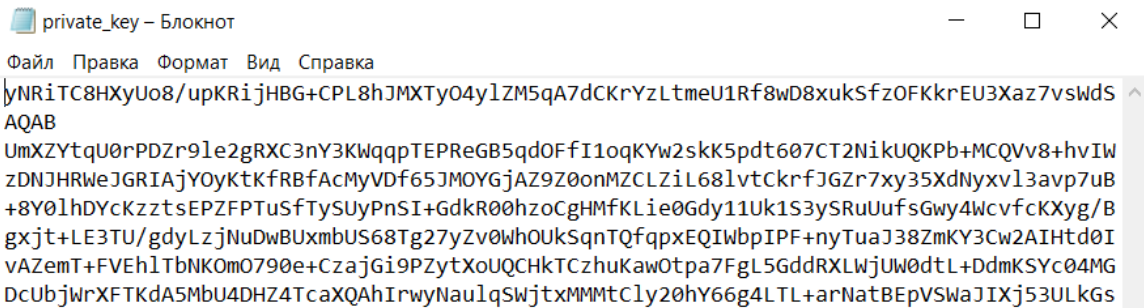 private_key – Блокнот
Файл Правка Формат Вид Справка
yNRiTC8HXyUo8/upKRijHBG+CPL8hJMXTyO4ylZM5qA7dCKrYzLtmeU1Rf8wD8xukSfzOFKkrEU3Xaz7vsWdS
AQAB
UmXZYtqU0rPDZr9le2gRXC3nY3KWqqpTEPReGB5qdOFfI1oqKYw2skK5pdt607CT2NikUQKPb+MCQVv8+hvIW
zDNJHRWeJGRIAjYOyKtKfRBfAcMyVDf65JMOYGjAZ9Z0onMZCLZiL68lvtCkrfJGZr7xy35XdNyxvl3avp7uB
+8Y0lhDYcKzztsEPZFPTuSfTySUyPnSI+GdkR00hzoCgHMfKLie0Gdy11Uk1S3ySRuUufsGwy4WcvfcKXyg/B
gxjt+LE3TU/gdyLzjNuDwBUxmbUS68Tg27yZv0WhOUkSqnTQfqpxEQIWbpIPF+nyTuaJ38ZmKY3Cw2AIHtd0I
vAZemT+FVEhlTbNKOmO790e+CzajGi9PZytXoUQCHkTCzhuKawOtpa7FgL5GddRXLWjUW0dtL+DdmKSYc04MG
DcUbjWrXFTKdA5MbU4DHZ4TcaXQAhIrwyNaulqSWjtxMMMtCly20hY66g4LTL+arNatBEpVSWaJIXj53ULkGs